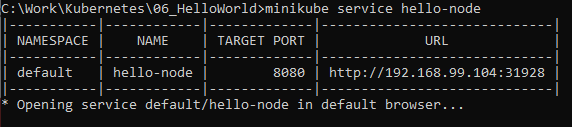 C:\Work\Kubernetes\06_HelloWorld>minikube service hello-node
|-----------|------------|-------------|-----------------------------|
| NAMESPACE |    NAME    | TARGET PORT |             URL             |
|-----------|------------|-------------|-----------------------------|
| default   | hello-node |        8080 | http://192.168.99.104:31928 |
|-----------|------------|-------------|-----------------------------|
* Opening service default/hello-node in default browser...